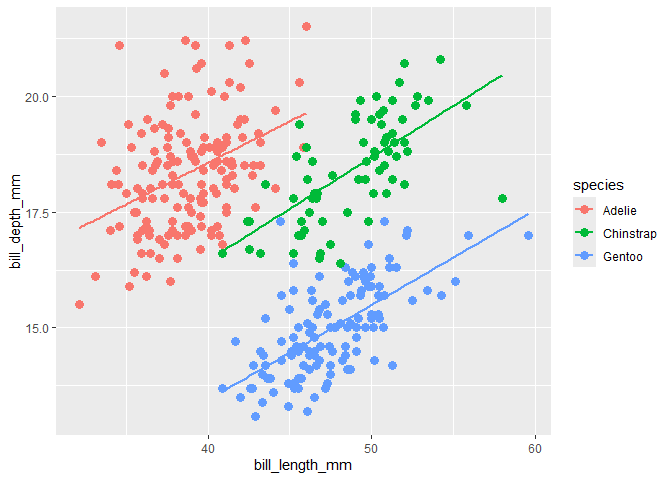 20.0
17.5
15.0
bill_depth_mm
40
50
60
bill_length_mm
species
Adelie
Chinstrap
Gentoo